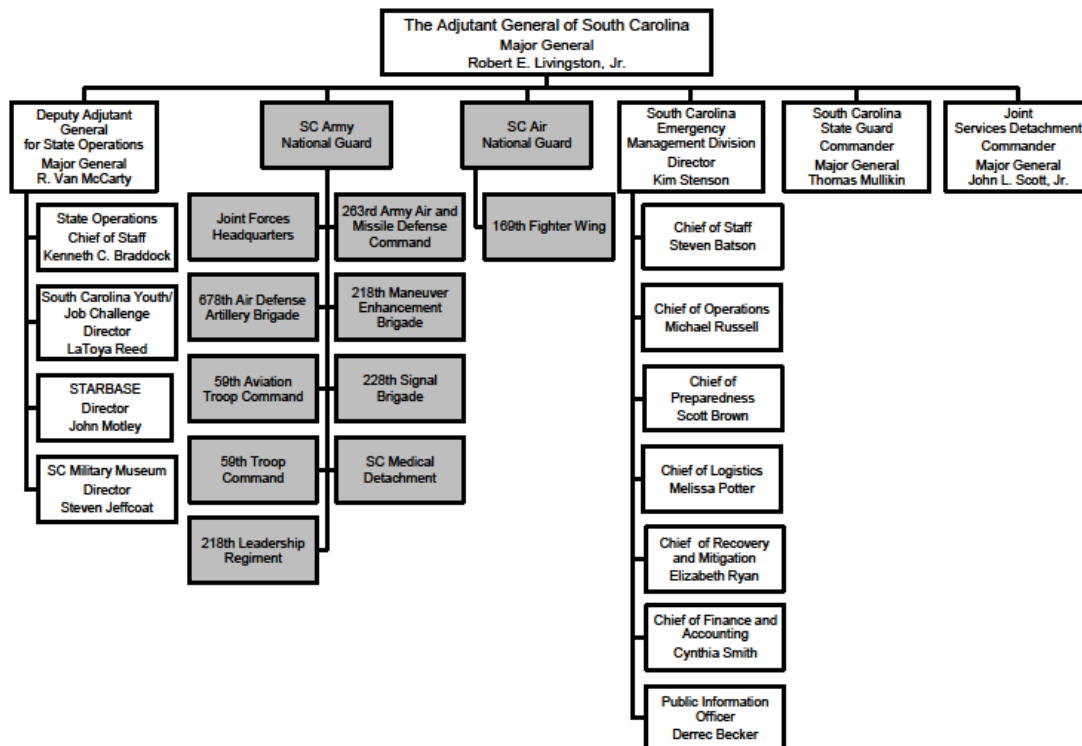 The Adjutant General of South Carolina
Major General
Robert E. Livingston, Jr.
Deputy Adjutant
General
for State Operations
Major General
R. Van McCarty
SC Army
National Guard
SC Air
National Guard
South Carolina
Emergency
Management Division
Director
Kim Stenson
South Carolina
State Guard
Commander
Major General
Thomas Mullikin
Joint
Services Detachment
Commander
Major General
John L. Scott, Jr.
State Operations
Chief of Staff
Kenneth C. Braddock
South Carolina Youth/
Job Challenge
Director
LaToya Reed
STARBASE
Director
John Motley
SC Military Museum
Director
Steven Jeffcoat
Joint Forces
Headquarters
263rd Army Air and
Missile Defense
Command
678th Air Defense
Artillery Brigade
218th Maneuver
Enhancement
Brigade
59th Aviation
Troop Command
228th Signal
Brigade
59th Troop
Command
SC Medical
Detachment
218th Leadership
Regiment
169th Fighter Wing
Chief of Staff
Steven Batson
Chief of Operations
Michael Russell
Chief of
Preparedness
Scott Brown
Chief of Logistics
Melissa Potter
Chief of Recovery
and Mitigation
Elizabeth Ryan
Chief of Finance and
Accounting
Cynthia Smith
Public Information
Officer
Derrec Becker